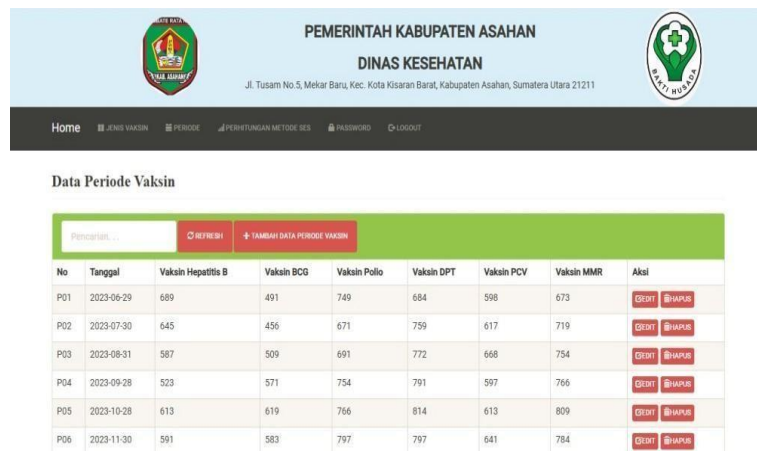 PEMERINTAH KABUPATEN ASAHAN
DINAS KESEHATAN
Jl. Tusam No.5, Mekar Baru, Kec. Kota Kisaran Barat, Kabupaten Asahan, Sumatera Utara 21211
BAKTI HUSADA
Home JENIS VAKSIN PERIODE PERHITUNGAN METODE SES PASSWORD LOGOUT
Data Periode Vaksin
Pencarian. . . REFRESH + TAMBAH DATA PERIODE VAKSIN
No Tanggal Vaksin Hepatitis B Vaksin BCG Vaksin Polio Vaksin DPT Vaksin PCV Vaksin MMR Aksi
P01 2023-06-29 689 491 749 684 598 673 EDIT HAPUS
P02 2023-07-30 645 456 671 759 617 719 EDIT HAPUS
P03 2023-08-31 587 509 691 772 668 754 EDIT HAPUS
P04 2023-09-28 523 571 754 791 597 766 EDIT HAPUS
P05 2023-10-28 613 619 766 814 613 809 EDIT HAPUS
P06 2023-11-30 591 583 797 797 641 784 EDIT HAPUS